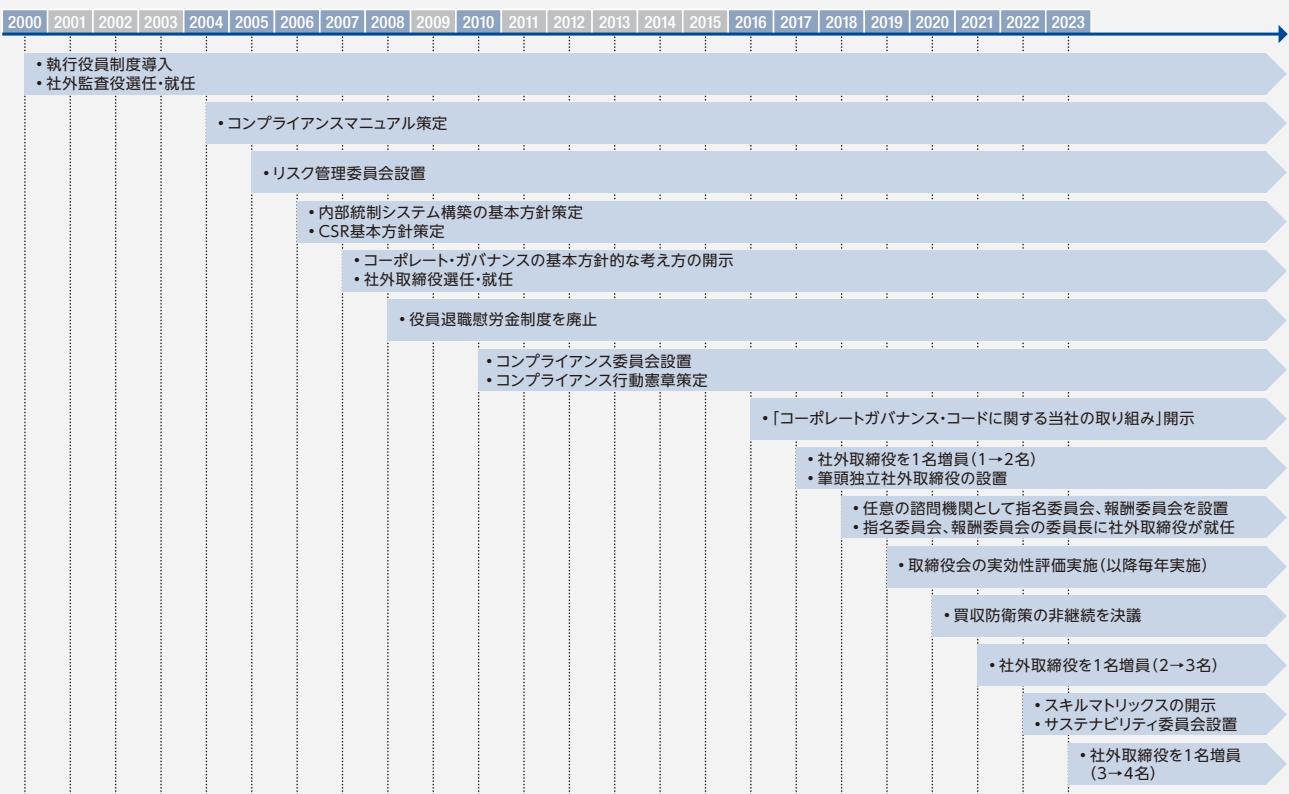 2000 2001 2002 2003 2004 2005 2006 2007 2008 2009 2010 2011 2012 2013 2014 2015 2016 2017 2018 2019 2020 2021 2022 2023
• 執行役員制度導入
• 社外監査役選任・就任
• コンプライアンスマニュアル策定
• リスク管理委員会設置
• 内部統制システム構築の基本方針策定
• CSR基本方針策定
• コーポレート・ガバナンスの基本方針的な考え方の開示
• 社外取締役選任・就任
• 役員退職慰労金制度を廃止
• コンプライアンス委員会設置
• コンプライアンス行動憲章策定
• 「コーポレートガバナンス・コードに関する当社の取り組み」開示
• 社外取締役を1名増員(1→2名)
• 筆頭独立社外取締役の設置
• 任意の諮問機関として指名委員会、報酬委員会を設置
• 指名委員会、報酬委員会の委員長に社外取締役が就任
• 取締役会の実効性評価実施(以降毎年実施)
• 買収防衛策の非継続を決議
• 社外取締役を1名増員(2→3名)
• スキルマトリックスの開示
• サステナビリティ委員会設置
• 社外取締役を1名増員
(3→4名)